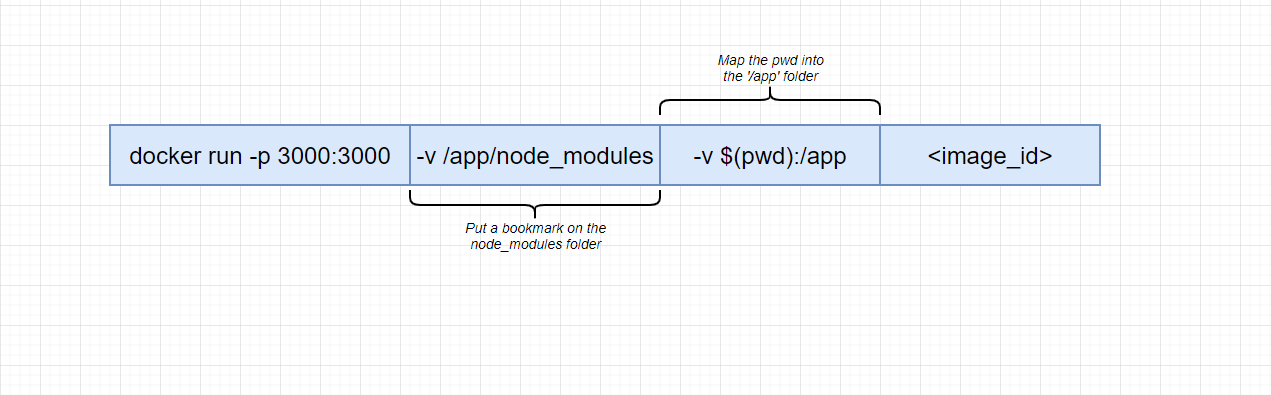 Map the pwd into
the '/app' folder
docker run -p 3000:3000 -v /app/node_modules -v $(pwd):/app <image_id>
Put a bookmark on the
node_modules folder